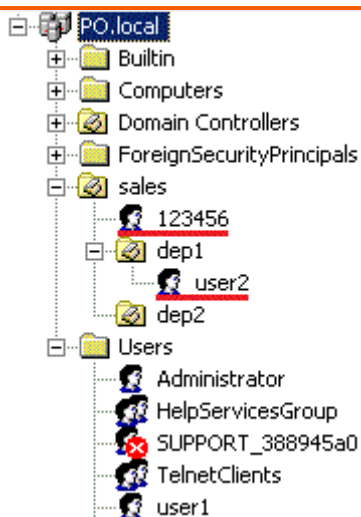 PO.local
Builtin
Computers
Domain Controllers
ForeignSecurityPrincipals
sales
123456
dep1
user2
dep2
Users
Administrator
HelpServicesGroup
SUPPORT_388945a0
TelnetClients
user1